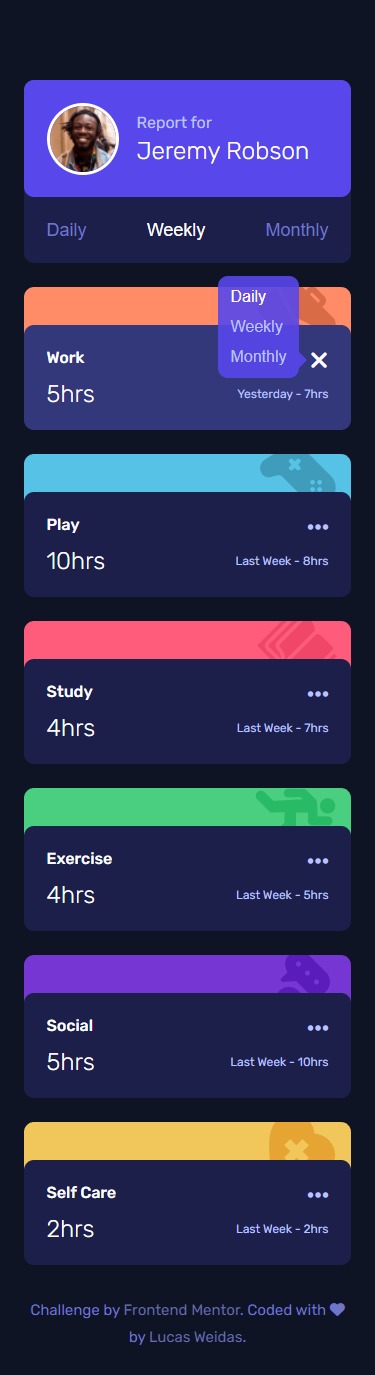 Report for
Jeremy Robson
Daily Weekly Monthly
Daily
Weekly
Monthly
Work
5hrs
Yesterday - 7hrs
Play
10hrs
Last Week - 8hrs
Study
4hrs
Last Week - 7hrs
Exercise
4hrs
Last Week - 5hrs
Social
5hrs
Last Week - 10hrs
Self Care
2hrs
Last Week - 2hrs
Challenge by Frontend Mentor. Coded with
by Lucas Weidas.